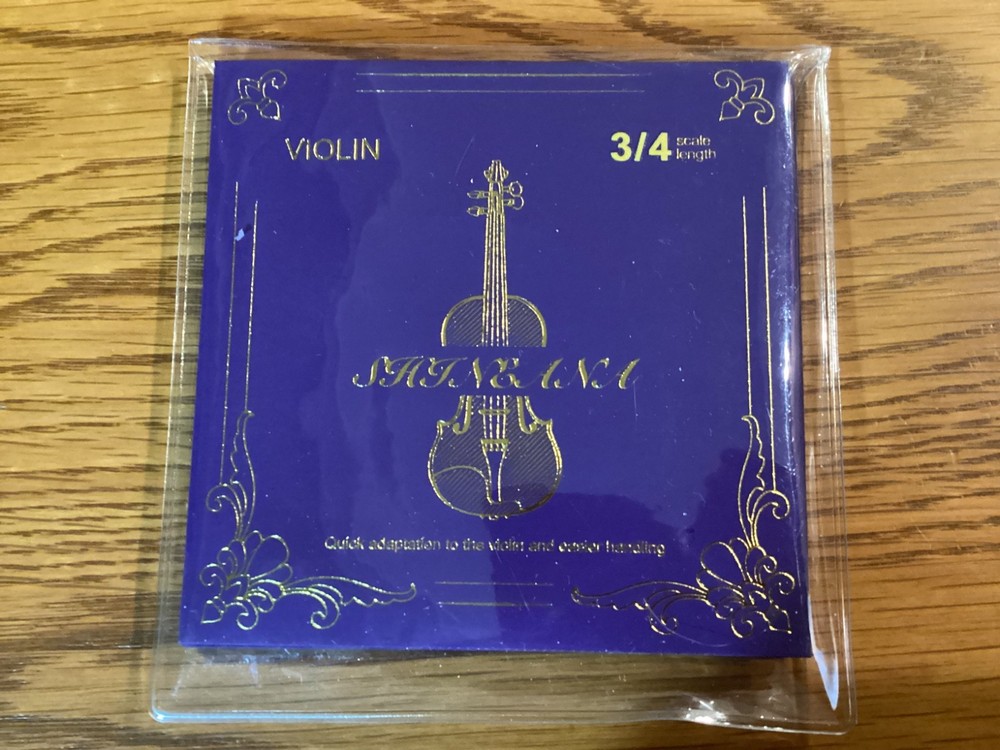 VIOLIN
3/4 scale
length
SHINEANA
Quick adaptation to the violin and easier handling